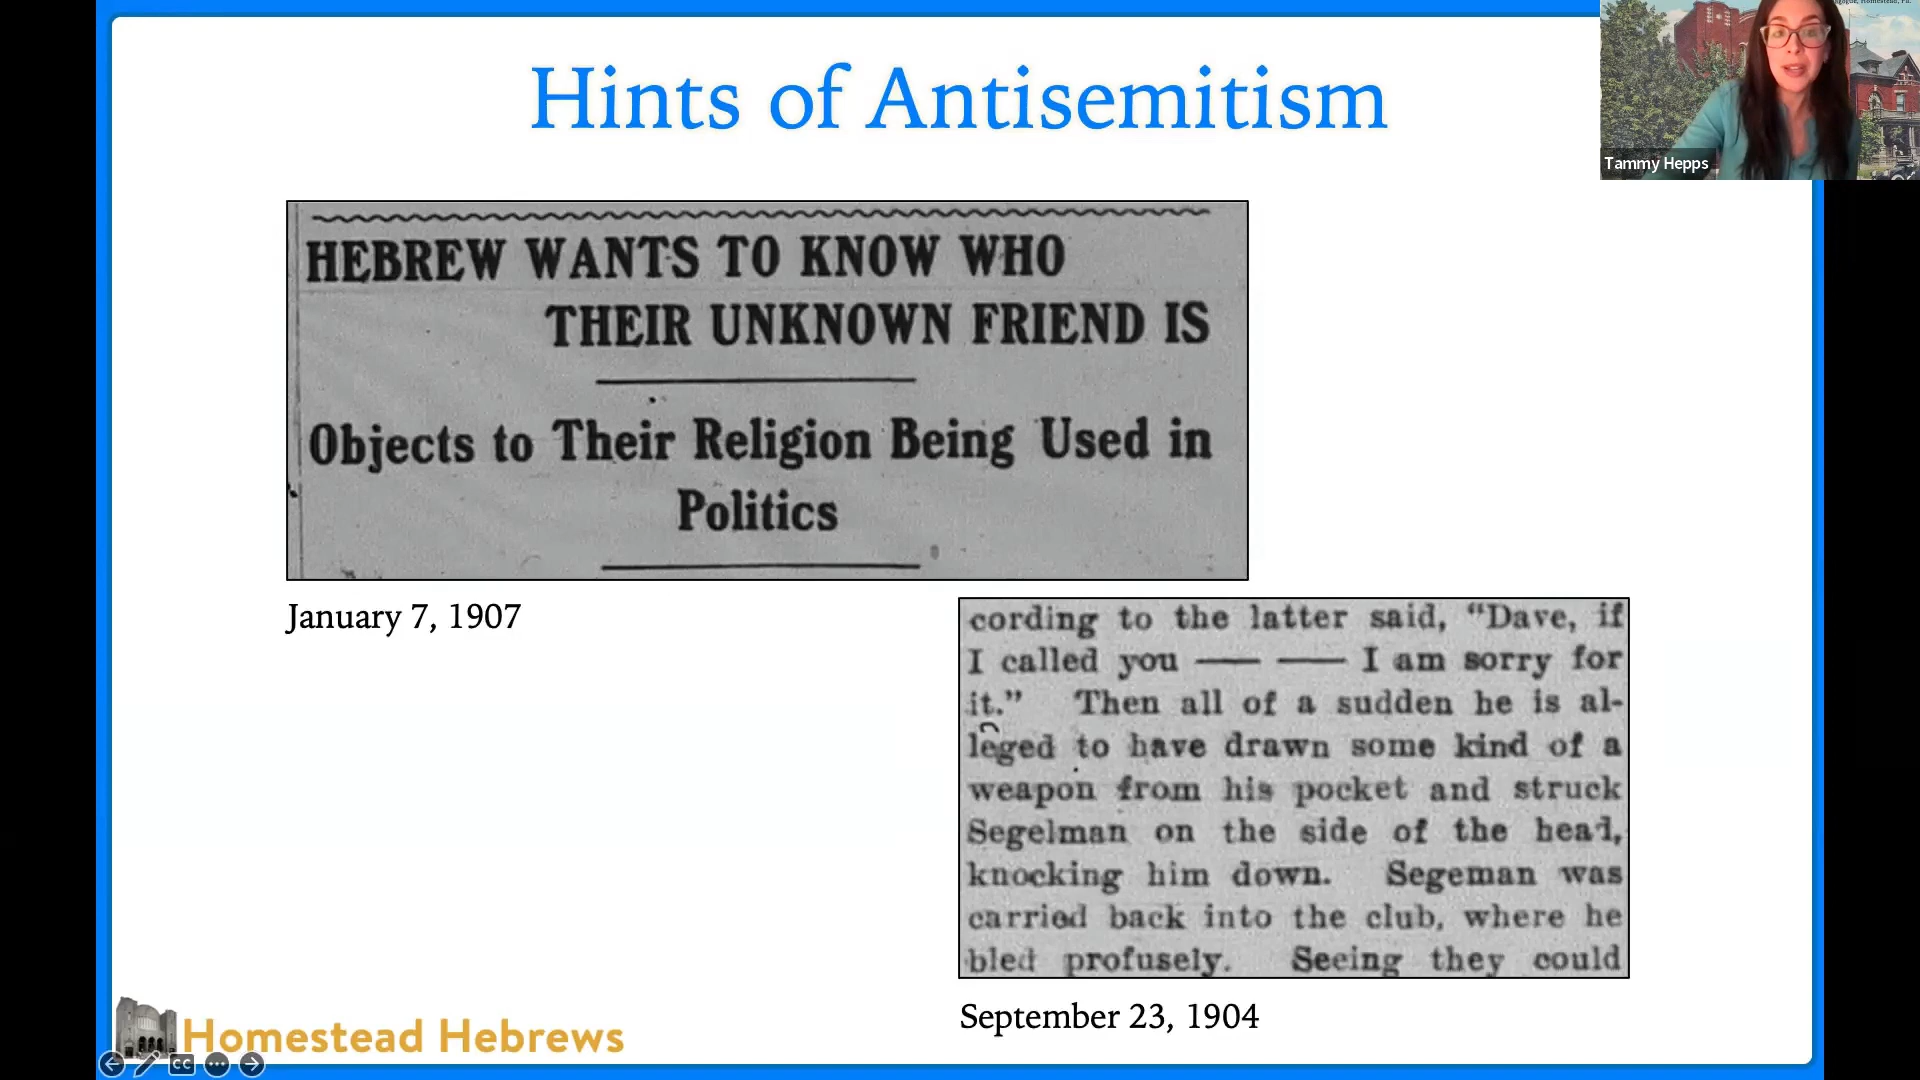 Hints of Antisemitism
HEBREW WANTS TO KNOW WHO
THEIR UNKNOWN FRIEND IS
Objects to Their Religion Being Used in
Politics
January 7, 1907
cording to the latter said, “Dave, if
I called you —— —— I am sorry for
it.” Then all of a sudden he is al-
leged to have drawn some kind of a
weapon from his pocket and struck
Segelman on the side of the head,
knocking him down. Segeman was
carried back into the club, where he
bled profusely. Seeing they could
September 23, 1904
Homestead Hebrews
CC
Tammy Hepps
Homestead, Pa.